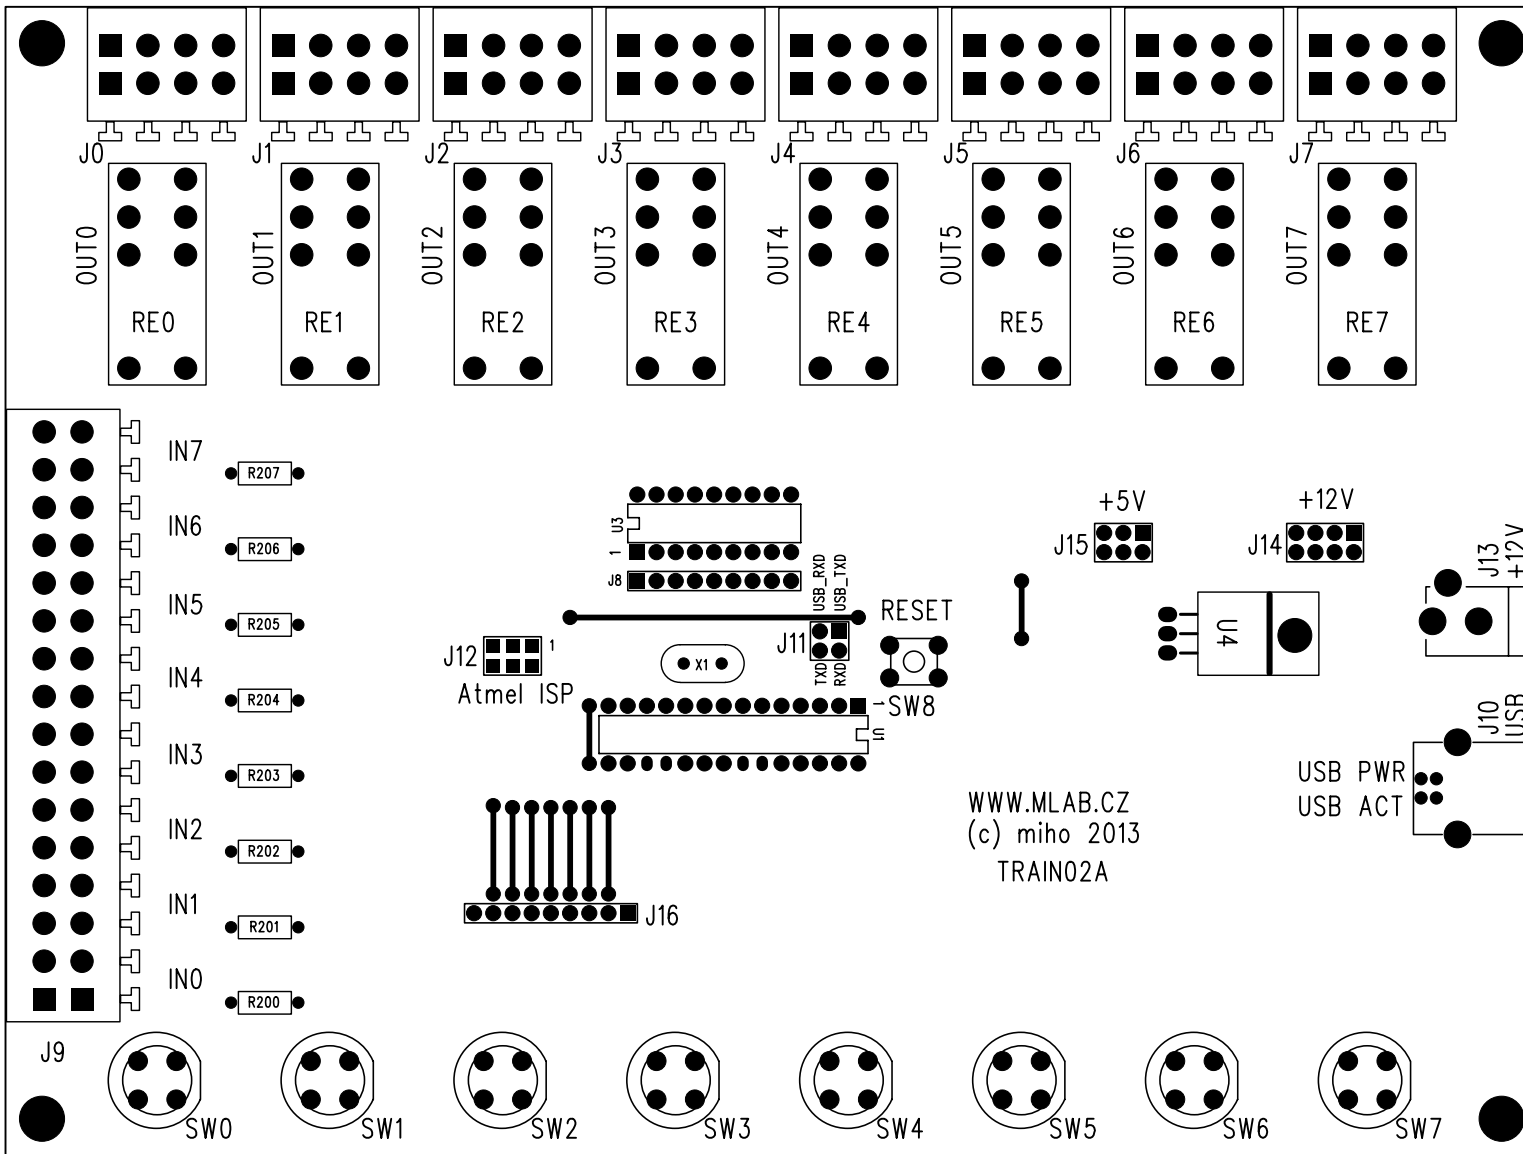 J0 J1 J2 J3 J4 J5 J6 J7
OUT0 OUT1 OUT2 OUT3 OUT4 OUT5 OUT6 OUT7
RE0 RE1 RE2 RE3 RE4 RE5 RE6 RE7
IN7
R207
IN6
R206
IN5
R205
IN4
R204
IN3
R203
IN2
R202
IN1
R201
IN0
R200
J9
U3
1
J8
USB_RXD
USB_TXD
J11
TXD
RXD
RESET
SW8
J12
1
Atmel ISP
X1
1
U1
J16
+5V
J15
+12V
J14
J13
+12V
U4
J10
USB
USB PWR
USB ACT
WWW.MLAB.CZ
(c) miho 2013
TRAIN02A
SW0 SW1 SW2 SW3 SW4 SW5 SW6 SW7